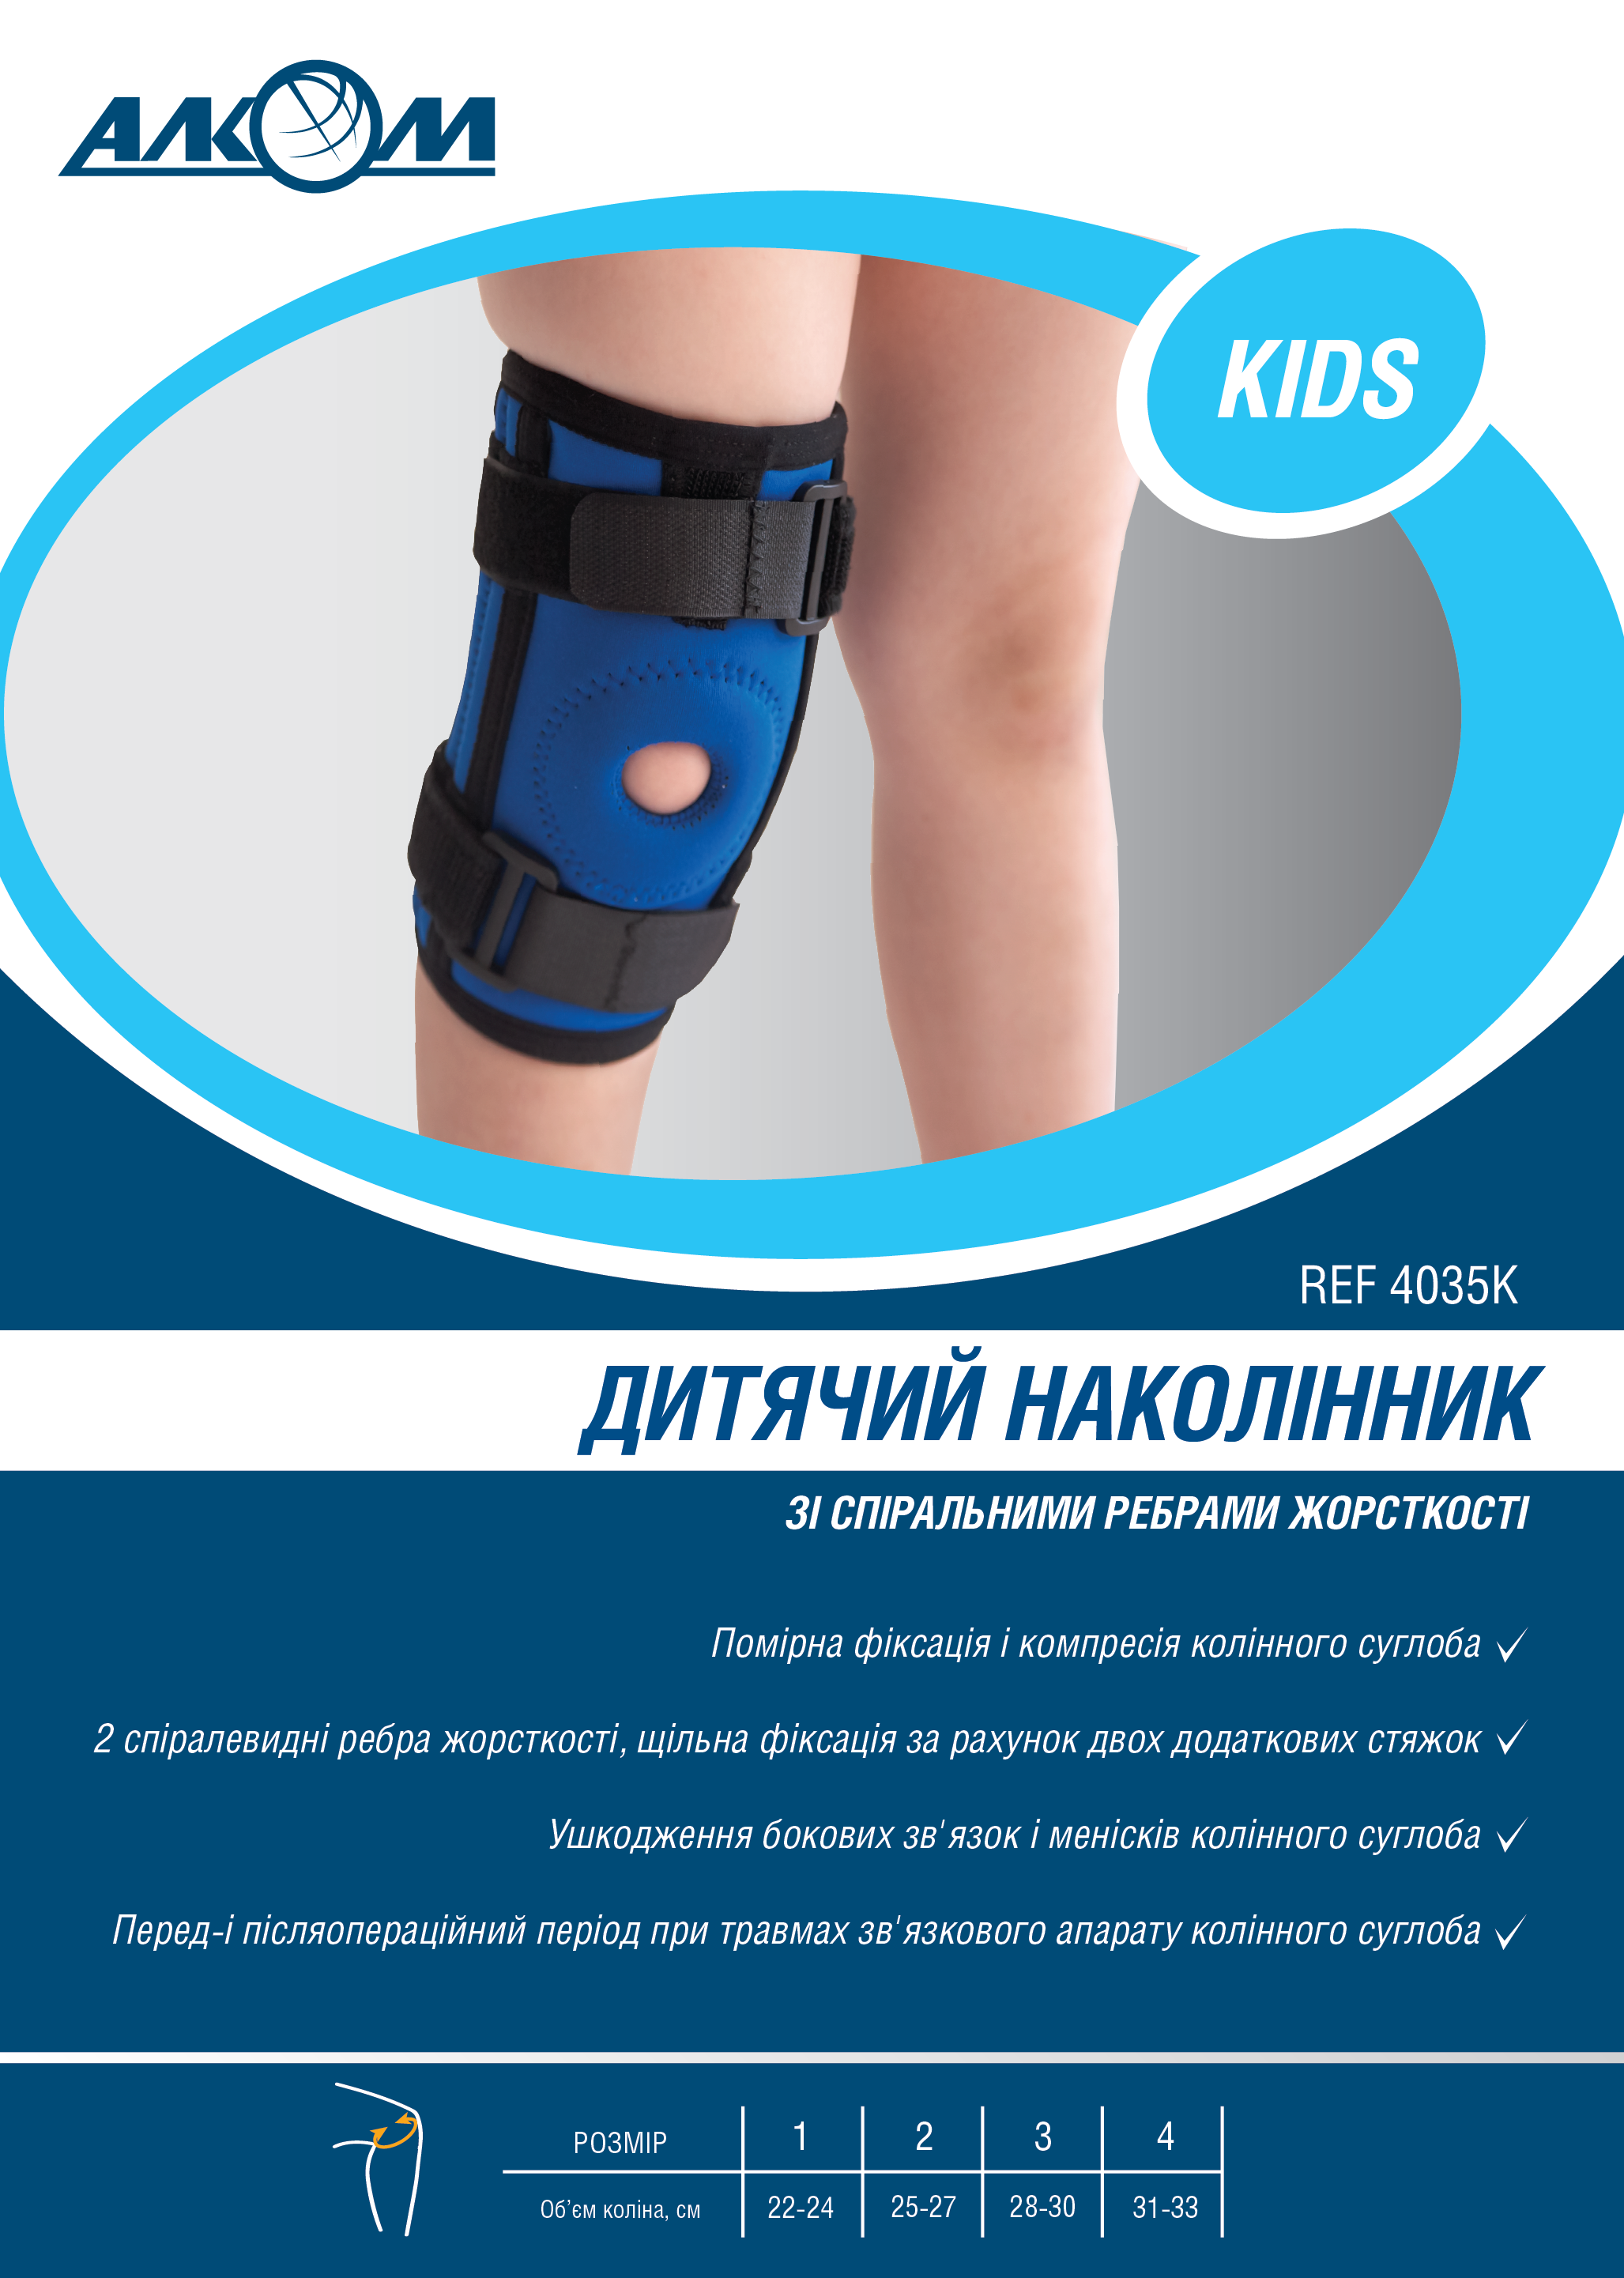 АЛКОМ
KIDS
REF 4035K
ДИТЯЧИЙ НАКОЛІННИК
ЗІ СПІРАЛЬНИМИ РЕБРАМИ ЖОРСТКОСТІ
Помірна фіксація і компресія колінного суглоба
2 спіралевидні ребра жорсткості, щільна фіксація за рахунок двох додаткових стяжок
Ушкодження бокових зв'язок і менісків колінного суглоба
Перед-і післяопераційний період при травмах зв'язкового апарату колінного суглоба
РОЗМІР 1 2 3 4
Об’єм коліна, см 22-24 25-27 28-30 31-33